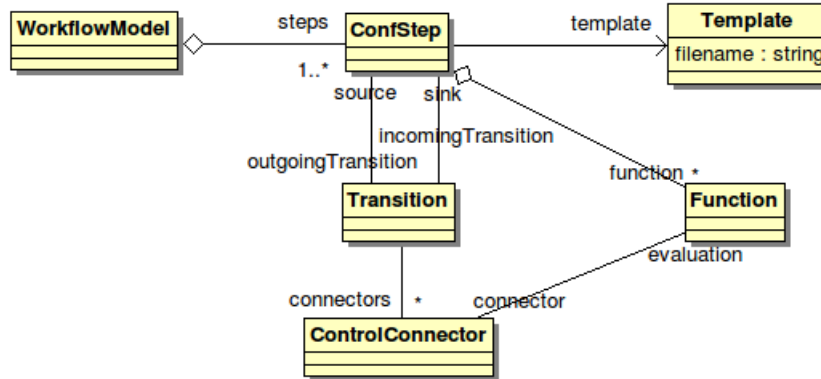 WorkflowModel
steps
1..*
ConfStep
template
Template
filename : string
source
sink
incomingTransition
outgoingTransition
function *
Transition
Function
evaluation
connectors *
connector
ControlConnector